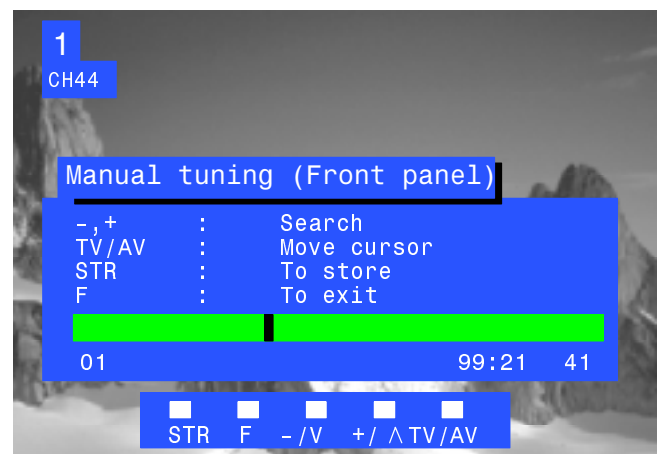 1
CH44
Manual tuning (Front panel)
-,+ : Search
TV/AV : Move cursor
STR : To store
F : To exit
01 99:21 41
STR F -/V +/ ∧ TV/AV